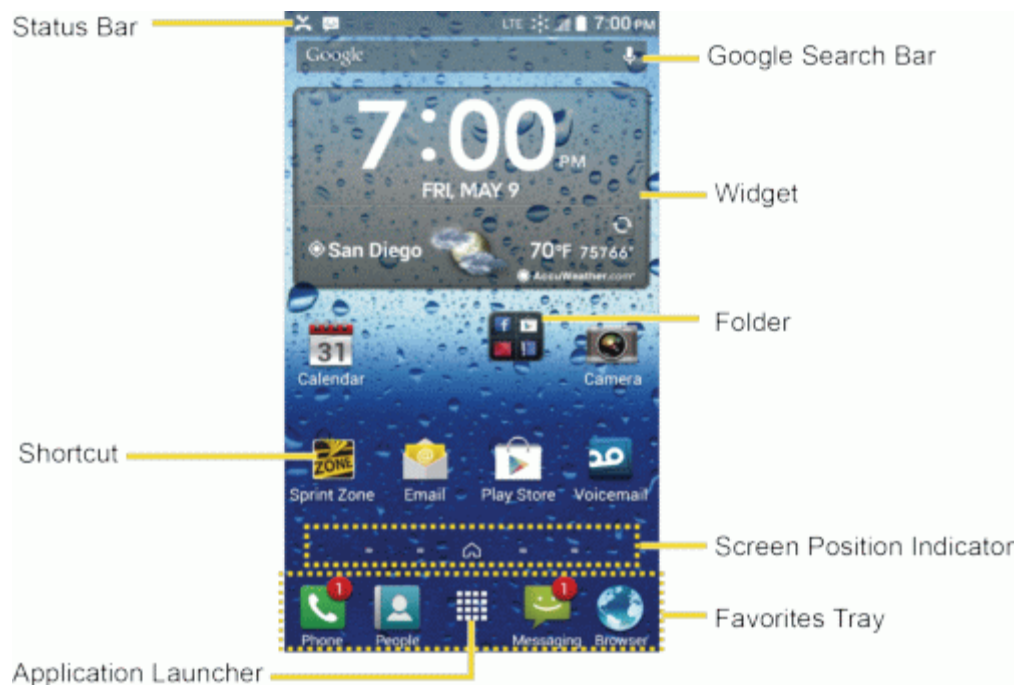 Status Bar
LTE 7:00 PM
Google
Google Search Bar
7:00 PM
FRI, MAY 9
Widget
San Diego
70°F 75°/66°
AccuWeather.com
Folder
31
Calendar
Camera
Shortcut
ZONE
Sprint Zone Email Play Store Voicemail
Screen Position Indicator
1 1
Phone People Messaging Browser
Favorites Tray
Application Launcher